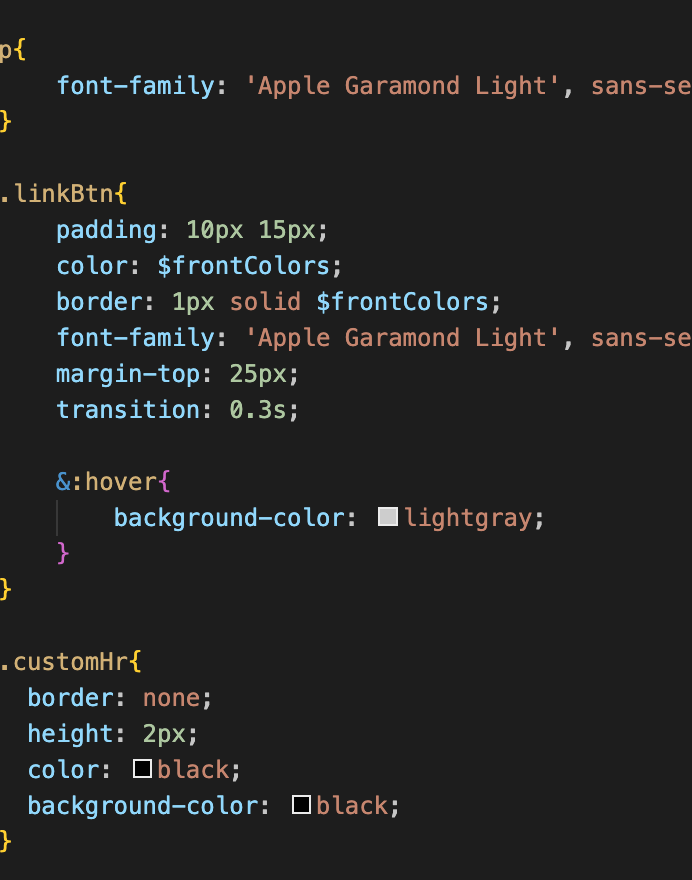 p{
    font-family: 'Apple Garamond Light', sans-se
}

.linkBtn{
    padding: 10px 15px;
    color: $frontColors;
    border: 1px solid $frontColors;
    font-family: 'Apple Garamond Light', sans-se
    margin-top: 25px;
    transition: 0.3s;

    &:hover{
        background-color: lightgray;
    }
}

.customHr{
  border: none;
  height: 2px;
  color: black;
  background-color: black;
}